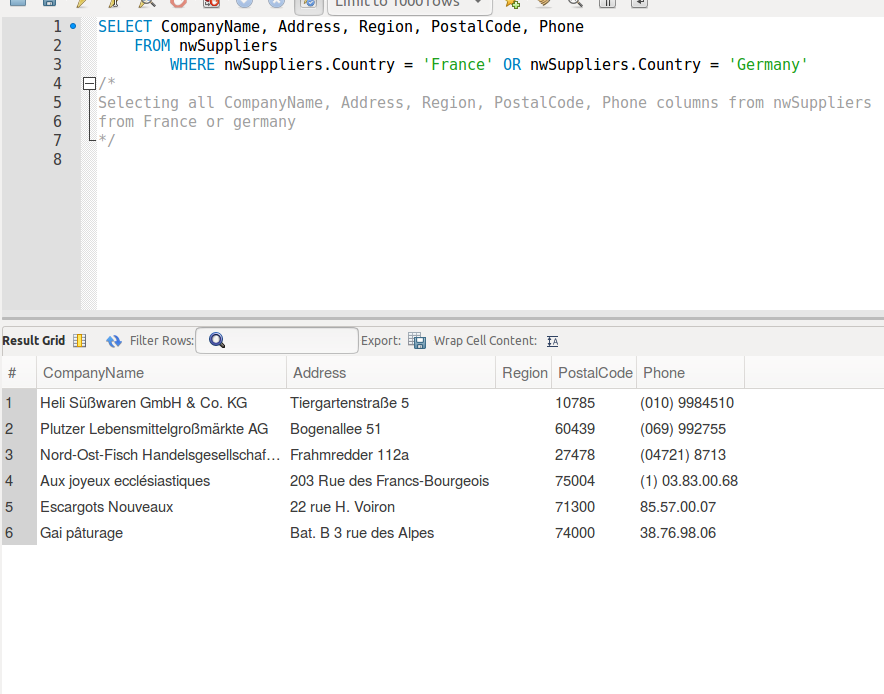 Limit to 1000 rows
1 SELECT CompanyName, Address, Region, PostalCode, Phone
2 FROM nwSuppliers
3 WHERE nwSuppliers.Country = 'France' OR nwSuppliers.Country = 'Germany'
4 /*
5 Selecting all CompanyName, Address, Region, PostalCode, Phone columns from nwSuppliers
6 from France or germany
7 */
8
Result Grid Filter Rows: Export: Wrap Cell Content:
# CompanyName Address Region PostalCode Phone
1 Heli Süßwaren GmbH & Co. KG Tiergartenstraße 5 10785 (010) 9984510
2 Plutzer Lebensmittelgroßmärkte AG Bogenallee 51 60439 (069) 992755
3 Nord-Ost-Fisch Handelsgesellschaf... Frahmredder 112a 27478 (04721) 8713
4 Aux joyeux ecclésiastiques 203 Rue des Francs-Bourgeois 75004 (1) 03.83.00.68
5 Escargots Nouveaux 22 rue H. Voiron 71300 85.57.00.07
6 Gai pâturage Bat. B 3 rue des Alpes 74000 38.76.98.06